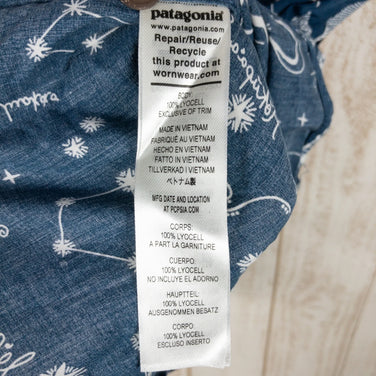 patagonia®
www.patagonia.com
Repair/Reuse/
Recycle
this product at
wornwear.com
BODY:
100% LYOCELL
EXCLUSIVE OF TRIM
MADE IN VIETNAM
FABRIQUÉ AU VIETNAM
HECHO EN VIETNAM
FATTO IN VIETNAM
TILLVERKAD I VIETNAM
ベトナム製
MFG DATE AND LOCATION
AT PCPSIA.COM
CORPS:
100% LYOCELL
A PART LA GARNITURE
CUERPO:
100% LYOCELL
NO INCLUYE EL ADORNO
HAUPTTEIL:
100% LYOCELL
AUSGENOMMEN BESATZ
CORPO:
100% LYOCELL
ESCLUSO INSERTO